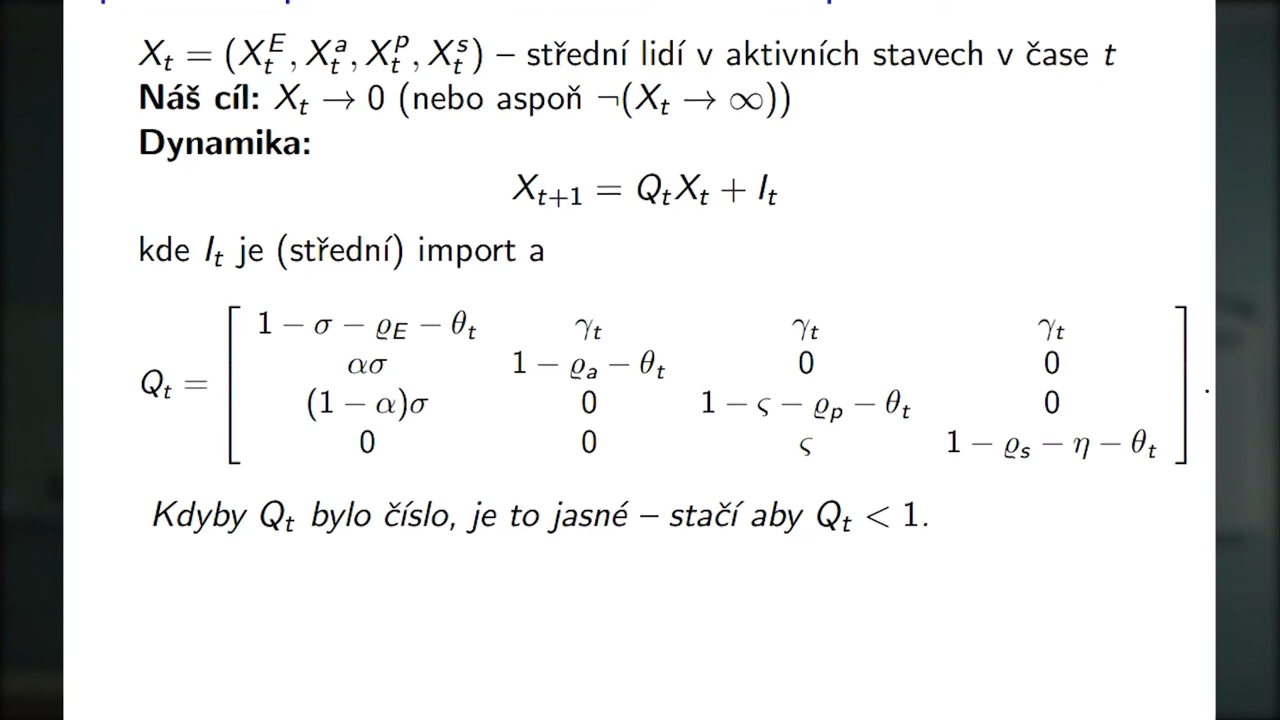 X_t = (X_t^E, X_t^a, X_t^p, X_t^s) – střední lidí v aktivních stavech v čase t
Náš cíl: X_t → 0 (nebo aspoň ¬(X_t → ∞))
Dynamika:
X_{t+1} = Q_t X_t + I_t
kde I_t je (střední) import a
Q_t = [ 1 − σ − ϱ_E − θ_t γ_t γ_t γ_t
ασ 1 − ϱ_a − θ_t 0 0
(1 − α)σ 0 1 − ς − ϱ_p − θ_t 0
0 0 ς 1 − ϱ_s − η − θ_t ] .
Kdyby Q_t bylo číslo, je to jasné – stačí aby Q_t < 1.